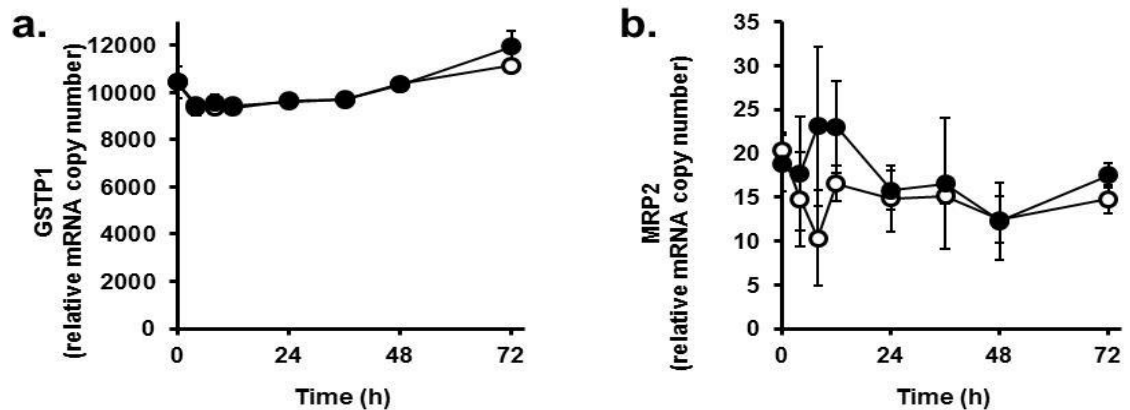 a.
GSTP1
(relative mRNA copy number)
12000
10000
8000
6000
4000
2000
0
0 24 48 72
Time (h)
b.
MRP2
(relative mRNA copy number)
35
30
25
20
15
10
5
0
0 24 48 72
Time (h)